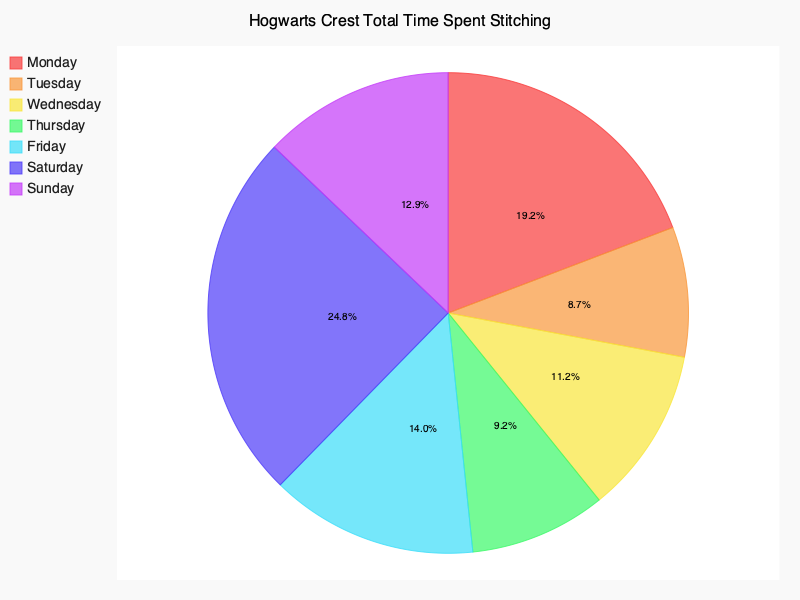 Hogwarts Crest Total Time Spent Stitching
Monday
Tuesday
Wednesday
Thursday
Friday
Saturday
Sunday
12.9%
19.2%
8.7%
24.8%
11.2%
9.2%
14.0%